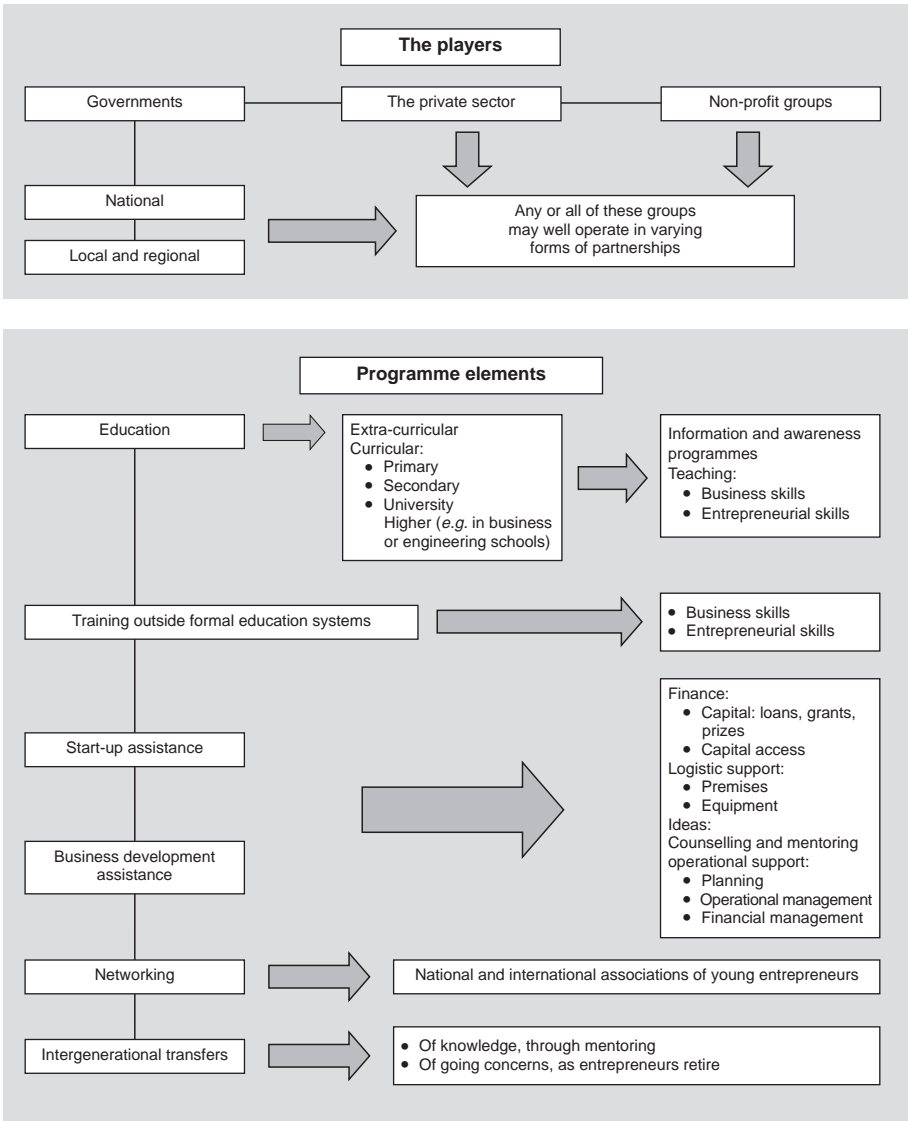 The players
Governments
The private sector
Non-profit groups
National
Local and regional
Any or all of these groups
may well operate in varying
forms of partnerships
Programme elements
Education
Extra-curricular
Curricular:
• Primary
• Secondary
• University
Higher (e.g. in business
or engineering schools)
Information and awareness
programmes
Teaching:
• Business skills
• Entrepreneurial skills
Training outside formal education systems
• Business skills
• Entrepreneurial skills
Start-up assistance
Business development
assistance
Finance:
• Capital: loans, grants,
prizes
• Capital access
Logistic support:
• Premises
• Equipment
Ideas:
Counselling and mentoring
operational support:
• Planning
• Operational management
• Financial management
Networking
National and international associations of young entrepreneurs
Intergenerational transfers
• Of knowledge, through mentoring
• Of going concerns, as entrepreneurs retire